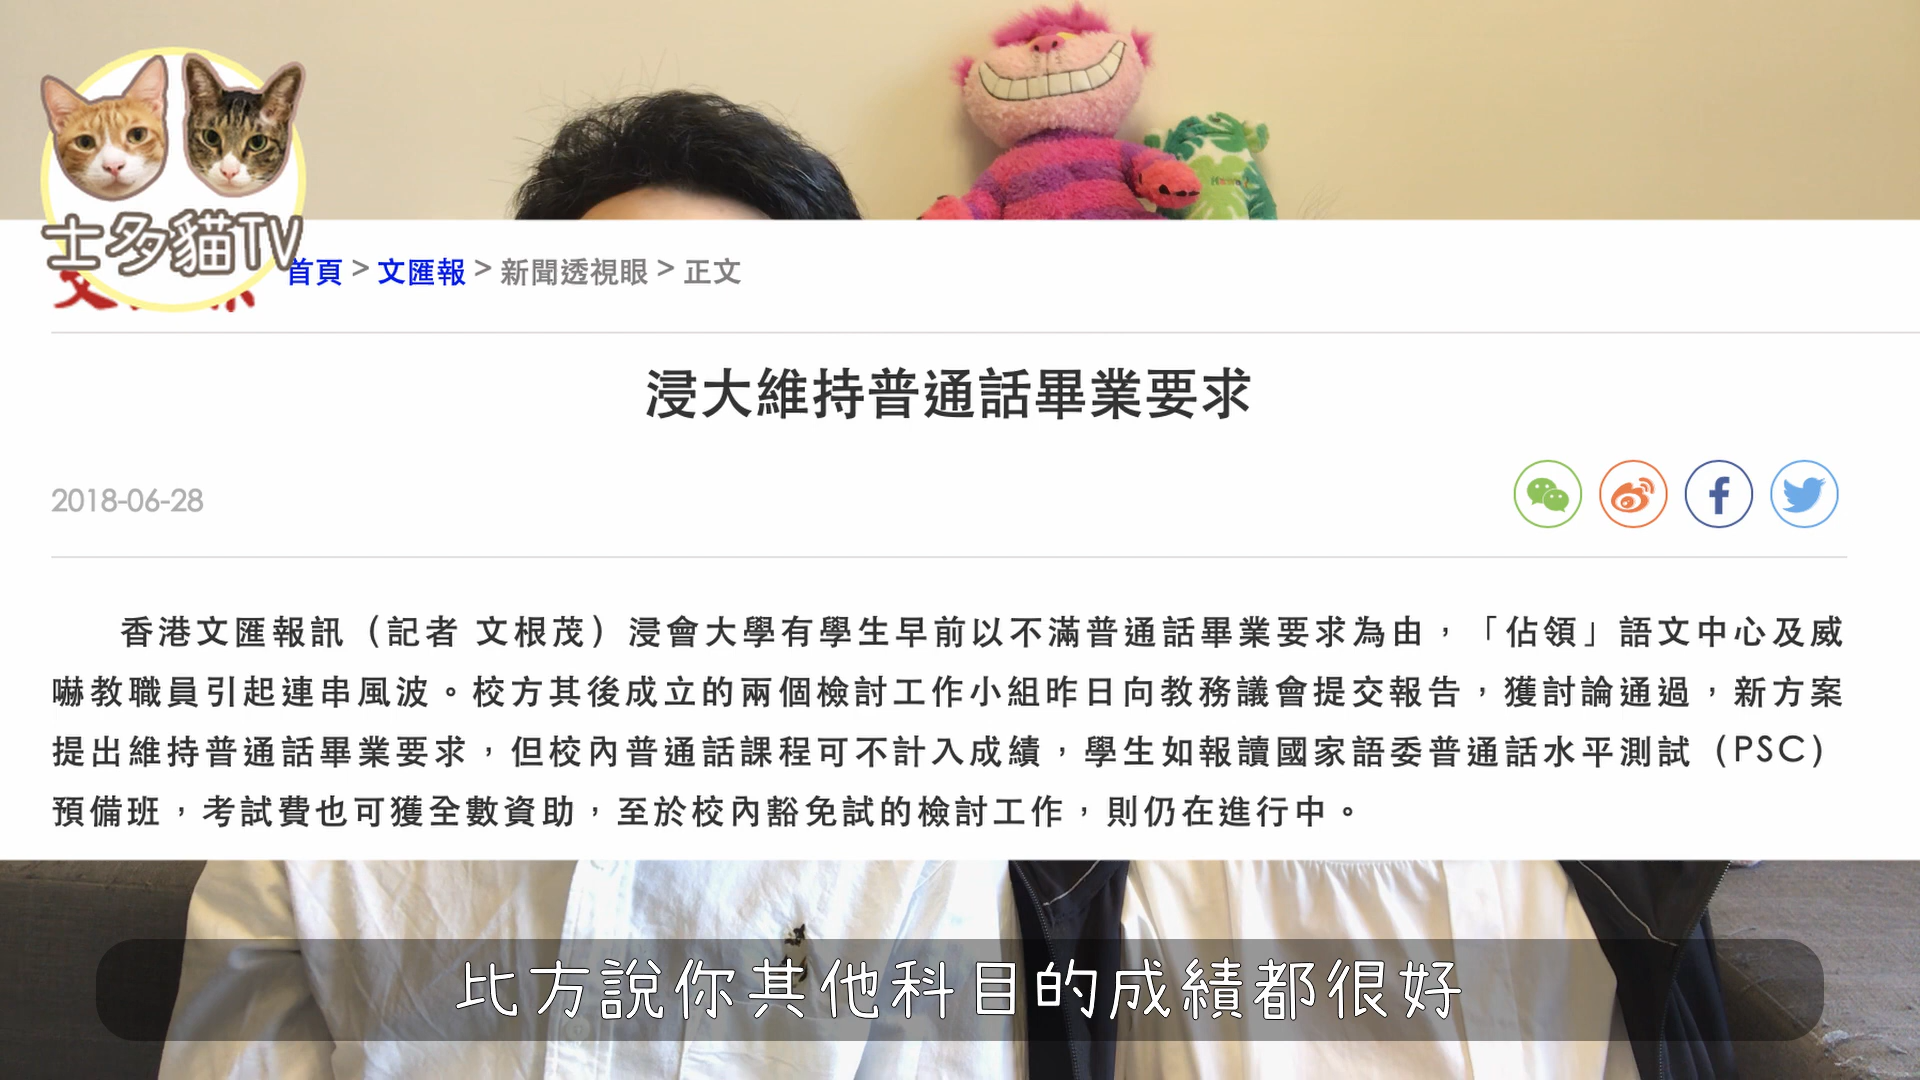 士多貓TV
首頁 > 文匯報 > 新聞透視眼 > 正文
浸大維持普通話畢業要求
2018-06-28
香港文匯報訊（記者 文根茂）浸會大學有學生早前以不滿普通話畢業要求為由，「佔領」語文中心及威
嚇教職員引起連串風波。校方其後成立的兩個檢討工作小組昨日向教務議會提交報告，獲討論通過，新方案
提出維持普通話畢業要求，但校內普通話課程可不計入成績，學生如報讀國家語委普通話水平測試（PSC）
預備班，考試費也可獲全數資助，至於校內豁免試的檢討工作，則仍在進行中。
比方說你其他科目的成績都很好